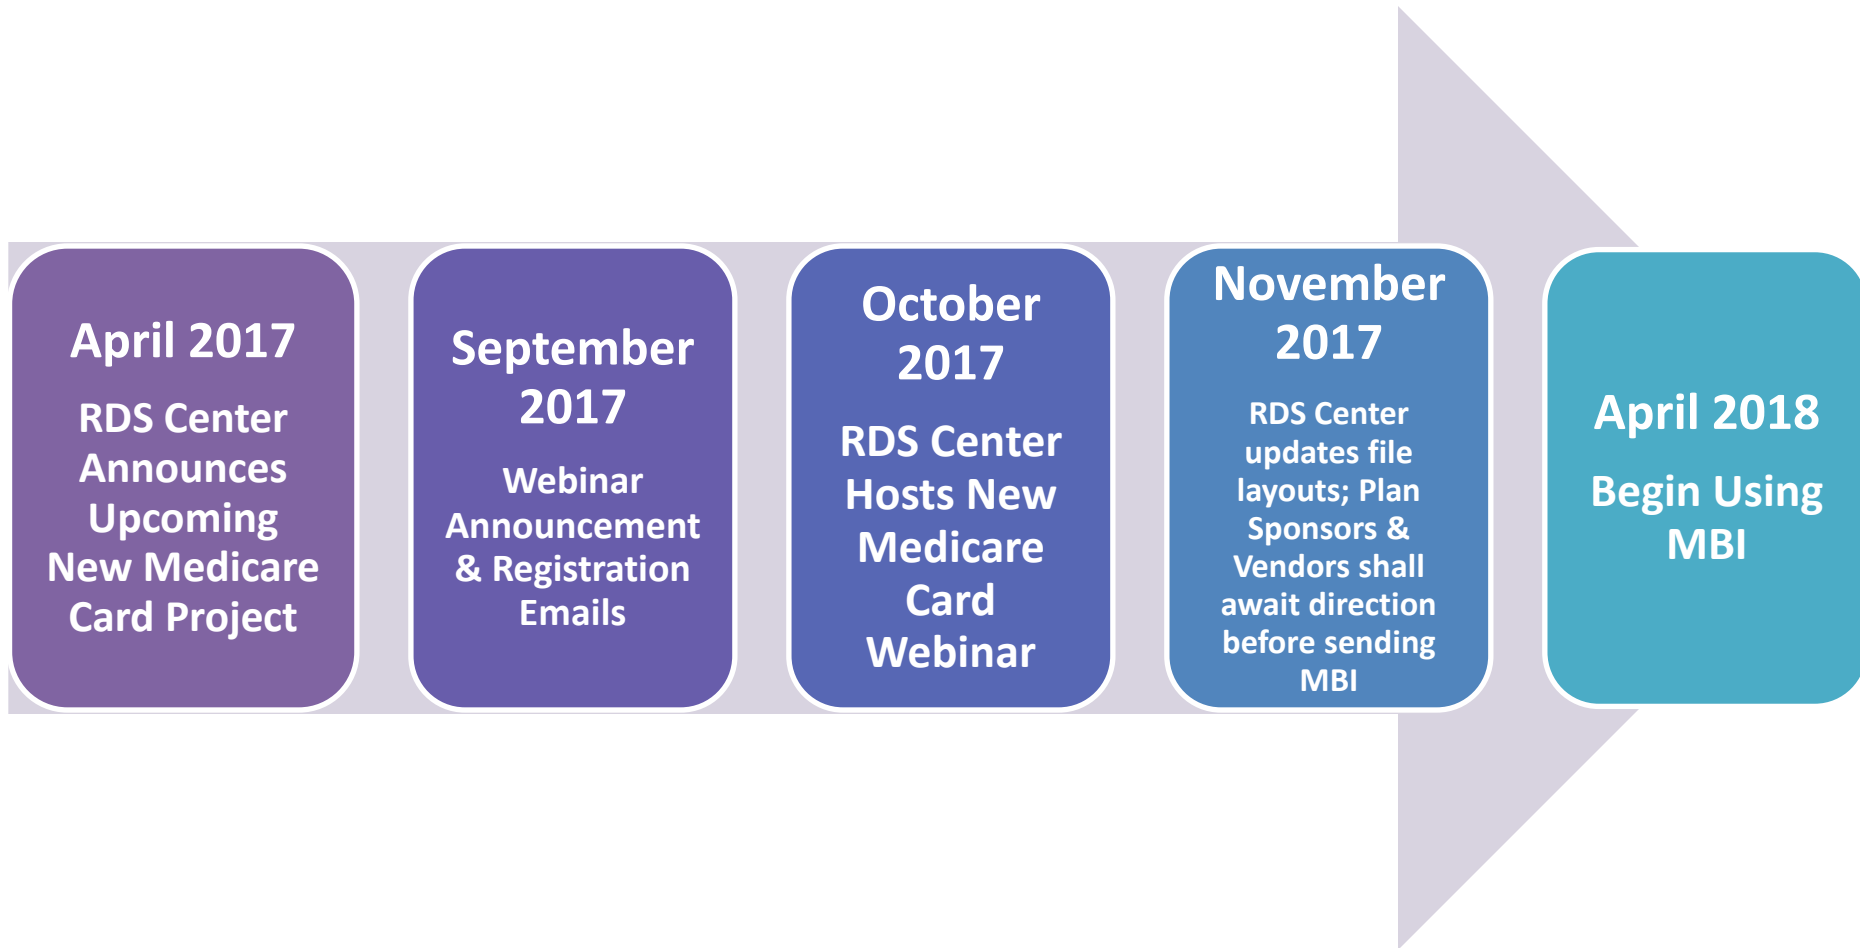 April 2017
RDS Center
Announces
Upcoming
New Medicare
Card Project
September
2017
Webinar
Announcement
& Registration
Emails
October
2017
RDS Center
Hosts New
Medicare
Card
Webinar
November
2017
RDS Center
updates file
layouts; Plan
Sponsors &
Vendors shall
await direction
before sending
MBI
April 2018
Begin Using
MBI